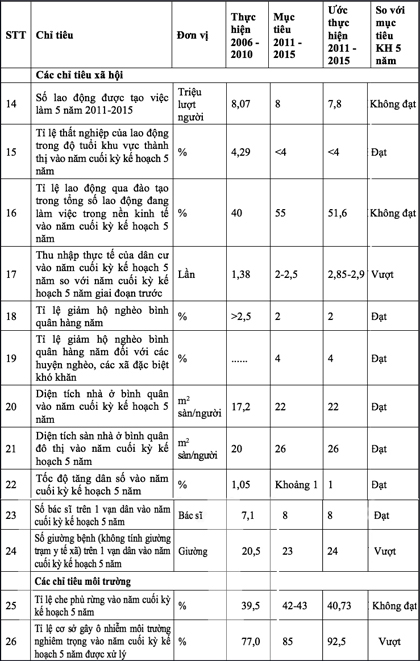 STT Chỉ tiêu Đơn vị Thực hiện 2006 - 2010 Mục tiêu 2011 - 2015 Ước thực hiện 2011 - 2015 So với mục tiêu KH 5 năm
Các chỉ tiêu xã hội
14 Số lao động được tạo việc làm 5 năm 2011-2015 Triệu lượt người 8,07 8 7,8 Không đạt
15 Tỉ lệ thất nghiệp của lao động trong độ tuổi khu vực thành thị vào năm cuối kỳ kế hoạch 5 năm % 4,29 <4 <4 Đạt
16 Tỉ lệ lao động qua đào tạo trong tổng số lao động đang làm việc trong nền kinh tế vào năm cuối kỳ kế hoạch 5 năm % 40 55 51,6 Không đạt
17 Thu nhập thực tế của dân cư vào năm cuối kỳ kế hoạch 5 năm so với năm cuối kỳ kế hoạch 5 năm giai đoạn trước Lần 1,38 2-2,5 2,85-2,9 Vượt
18 Tỉ lệ giảm hộ nghèo bình quân hàng năm % >2,5 2 2 Đạt
19 Tỉ lệ giảm hộ nghèo bình quân hàng năm đối với các huyện nghèo, các xã đặc biệt khó khăn % ...... 4 4 Đạt
20 Diện tích nhà ở bình quân vào năm cuối kỳ kế hoạch 5 năm m² sàn/người 17,2 22 22 Đạt
21 Diện tích sàn nhà ở bình quân đô thị vào năm cuối kỳ kế hoạch 5 năm m² sàn/người 20 26 26 Đạt
22 Tốc độ tăng dân số vào năm cuối kỳ kế hoạch 5 năm % 1,05 Khoảng 1 1 Đạt
23 Số bác sĩ trên 1 vạn dân vào năm cuối kỳ kế hoạch 5 năm Bác sĩ 7,1 8 8 Đạt
24 Số giường bệnh (không tính giường trạm y tế xã) trên 1 vạn dân vào năm cuối kỳ kế hoạch 5 năm Giường 20,5 23 24 Vượt
Các chỉ tiêu môi trường
25 Tỉ lệ che phủ rừng vào năm cuối kỳ kế hoạch 5 năm % 39,5 42-43 40,73 Không đạt
26 Tỉ lệ cơ sở gây ô nhiễm môi trường nghiêm trọng vào năm cuối kỳ kế hoạch 5 năm được xử lý % 77,0 85 92,5 Vượt